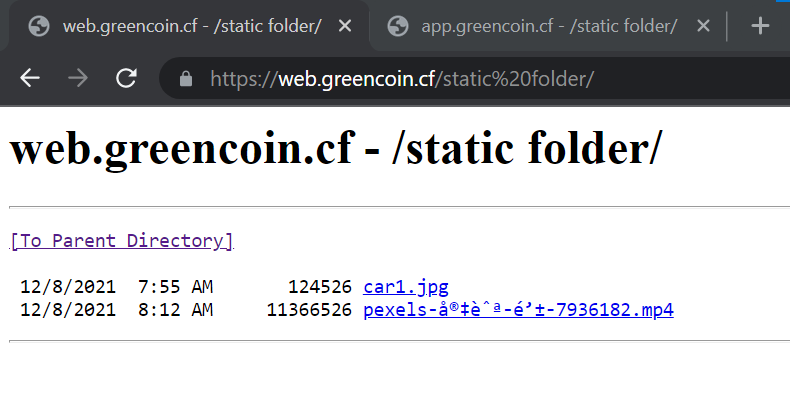 web.greencoin.cf - /static folder/
app.greencoin.cf - /static folder/
https://web.greencoin.cf/static%20folder/
web.greencoin.cf - /static folder/
[To Parent Directory]
12/8/2021 7:55 AM 124526 car1.jpg
12/8/2021 8:12 AM 11366526 pexels-å®‡èˆª-é’±-7936182.mp4